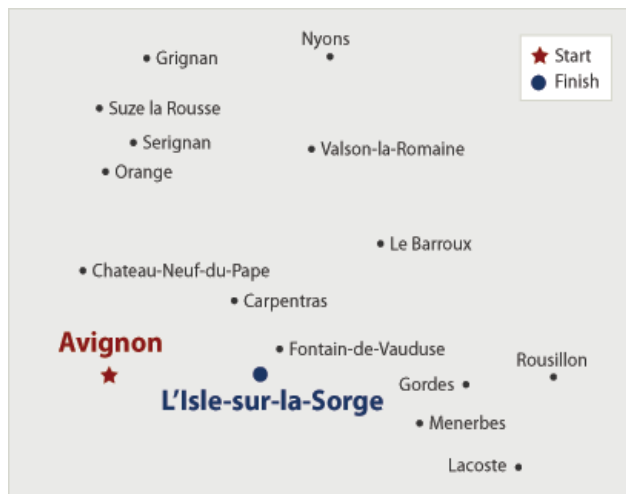 Nyons
Grignan
Start
Finish
Suze la Rousse
Serignan
Valson-la-Romaine
Orange
Le Barroux
Chateau-Neuf-du-Pape
Carpentras
Avignon
Fontain-de-Vauduse
Rousillon
L'Isle-sur-la-Sorge
Gordes
Menerbes
Lacoste